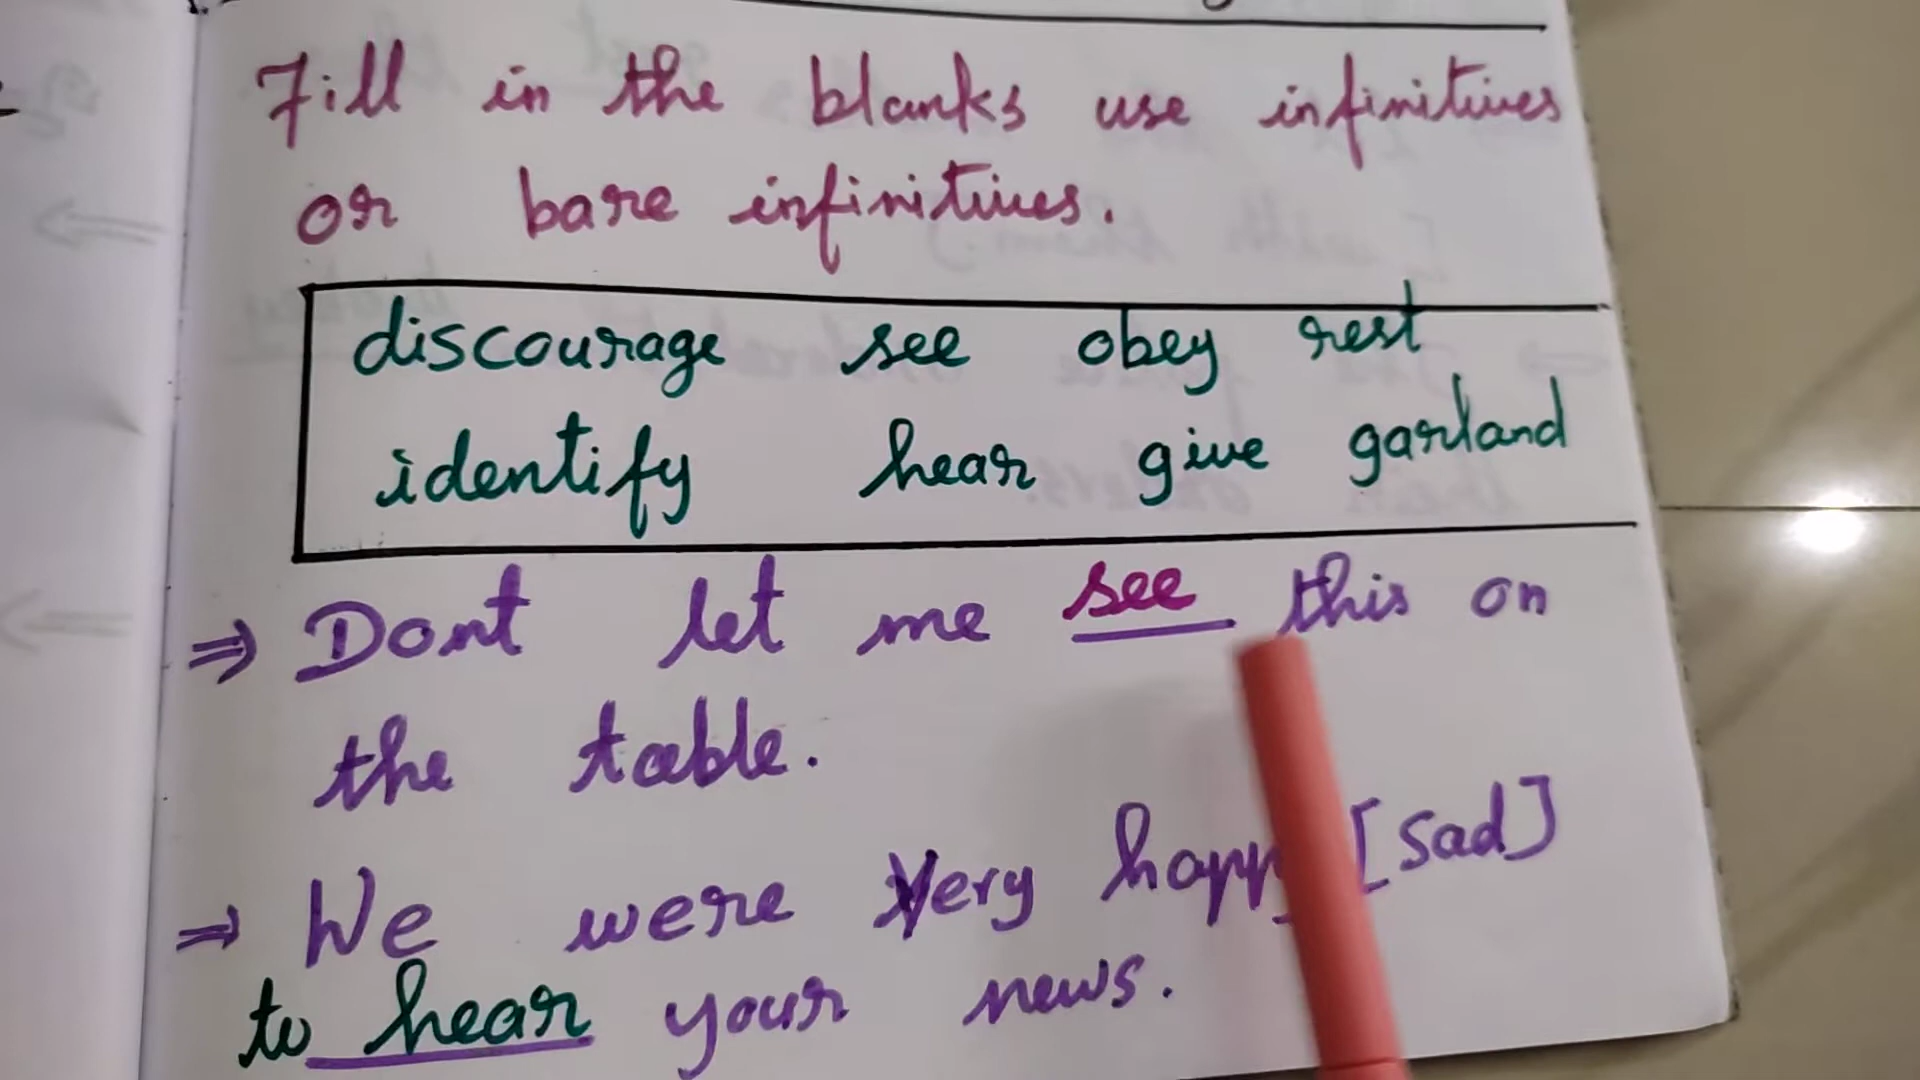 Fill in the blanks use infinitives
or bare infinitives.
discourage see obey rest
identify hear give garland
⇒ Dont let me see this on
the table.
⇒ We were very happy [sad]
to hear your news.